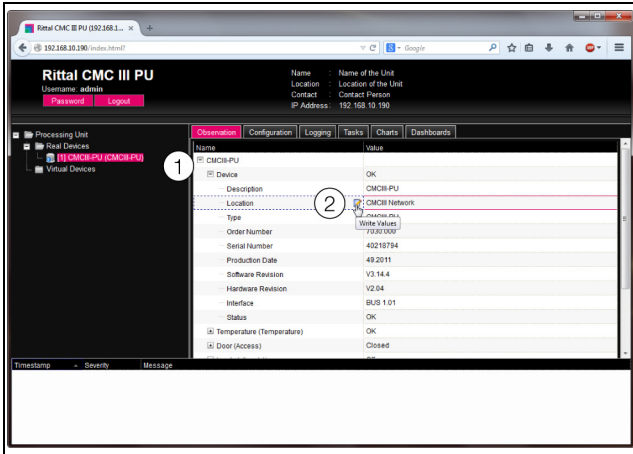 Rittal CMC III PU (192.168.1... × +
192.168.10.190/index.html? 8 - Google
Rittal CMC III PU
Username: admin
Password Logout
Name : Name of the Unit
Location : Location of the Unit
Contact : Contact Person
IP Address: 192.168.10.190
Processing Unit
Real Devices
[1] CMCIII-PU (CMCIII-PU)
Virtual Devices
Observation Configuration Logging Tasks Charts Dashboards
Name Value
1 CMCIII-PU
Device OK
Description CMCIII-PU
Location 2 CMCIII Network
Type
Write Values
Order Number 7030.000
Serial Number 40218794
Production Date 49.2011
Software Revision V3.14.4
Hardware Revision V2.04
Interface BUS 1.01
Status OK
Temperature (Temperature) OK
Door (Access) Closed
Timestamp Severity Message